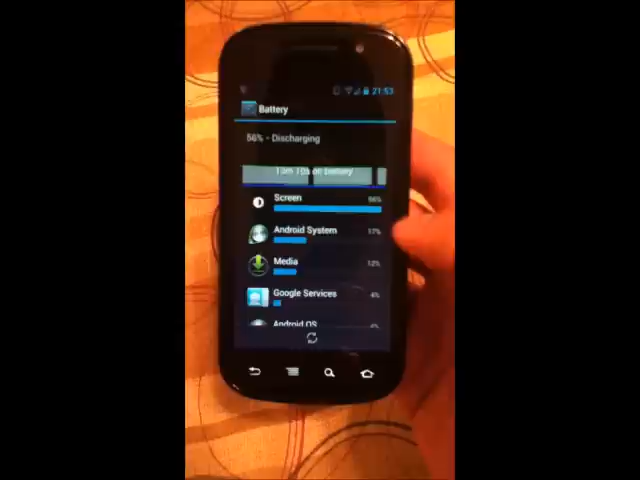 21:53
Battery
56% - Discharging
13m 10s on battery
Screen
56%
Android System
17%
Media
12%
Google Services
4%
Android OS